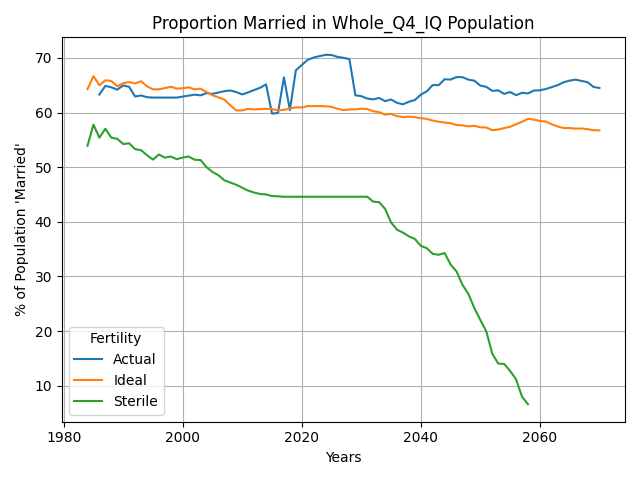 Proportion Married in Whole_Q4_IQ Population
% of Population 'Married'
70
60
50
40
30
20
10
Fertility
Actual
Ideal
Sterile
1980 2000 2020 2040 2060
Years